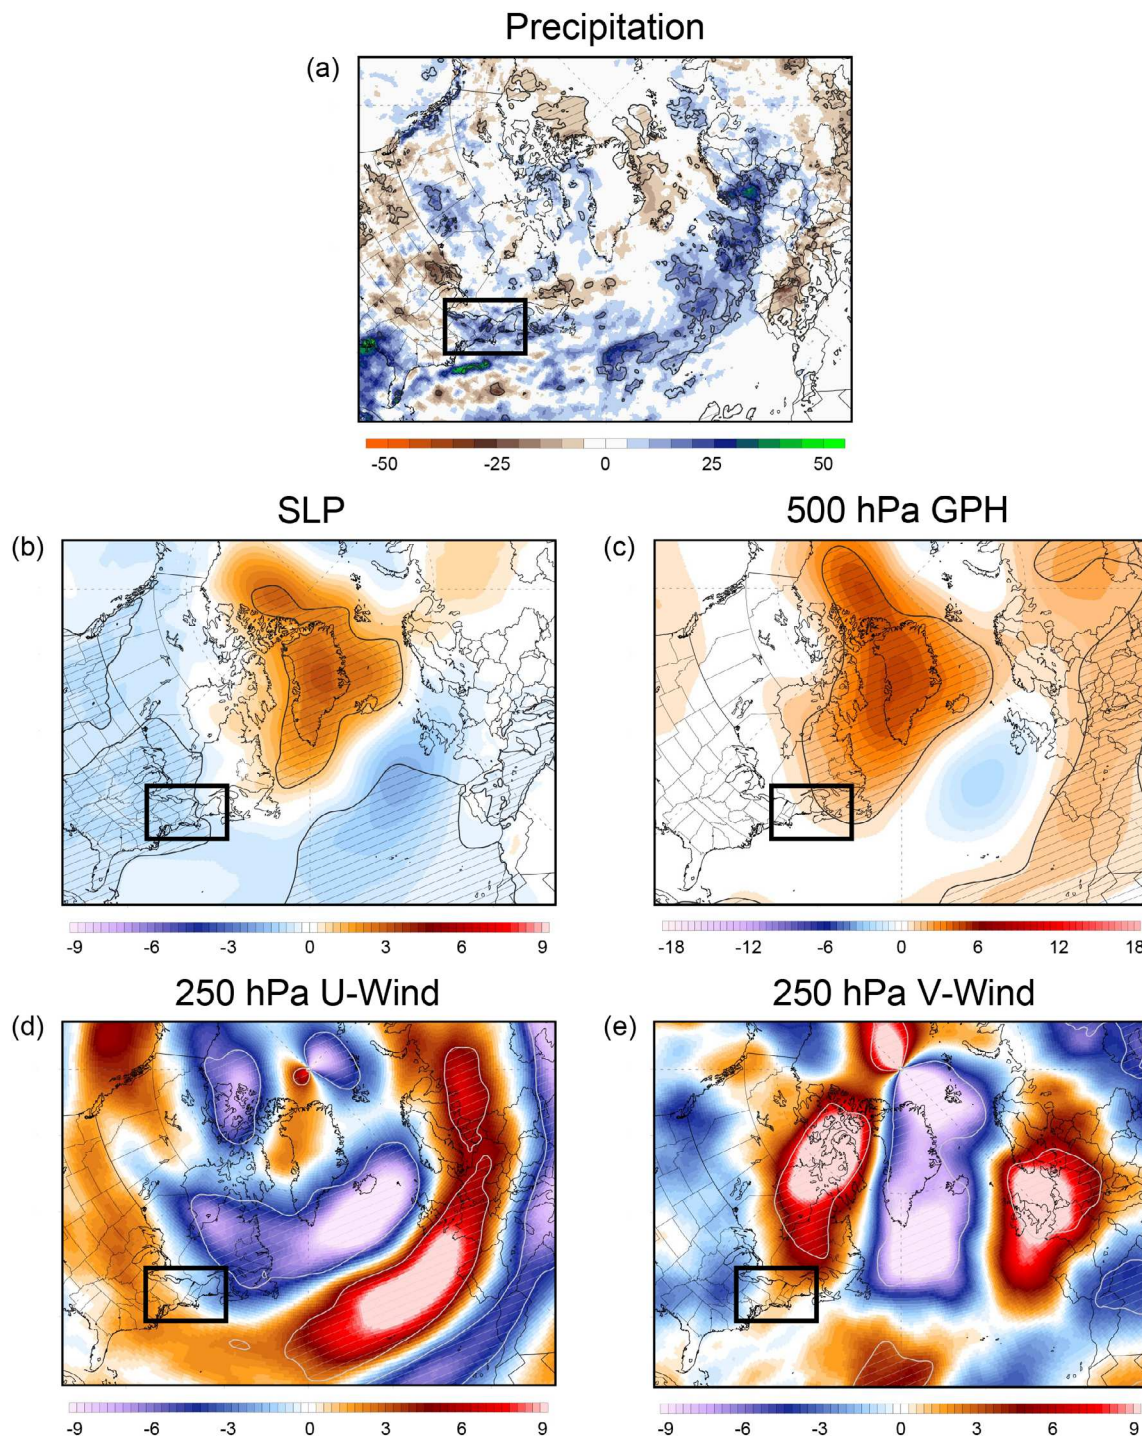 Precipitation
(a)
-50 -25 0 25 50
SLP
500 hPa GPH
(b)
(c)
-9 -6 -3 0 3 6 9
-18 -12 -6 0 6 12 18
250 hPa U-Wind
250 hPa V-Wind
(d)
(e)
-9 -6 -3 0 3 6 9
-9 -6 -3 0 3 6 9